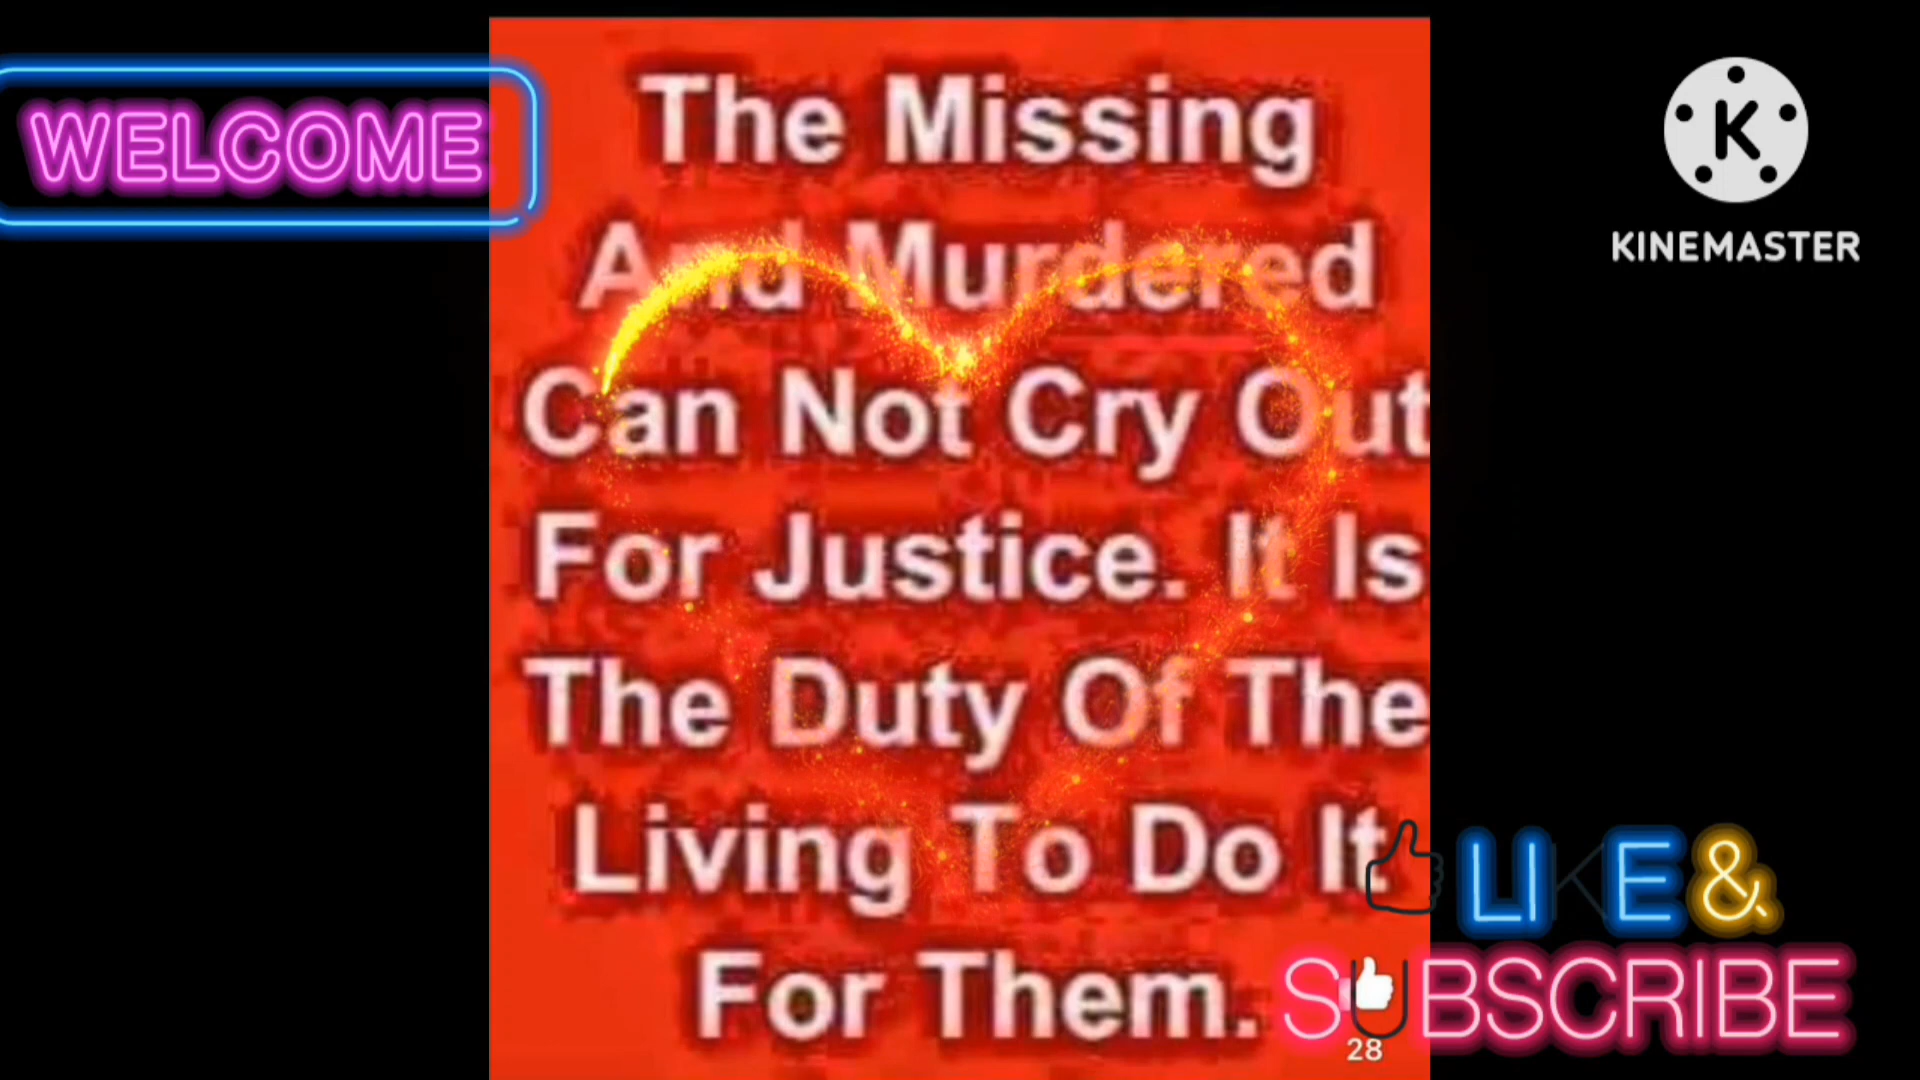 WELCOME
The Missing
And Murdered
Can Not Cry Out
For Justice. It Is
The Duty Of The
Living To Do It
For Them.
K
KINEMASTER
LIKE &
SUBSCRIBE
28